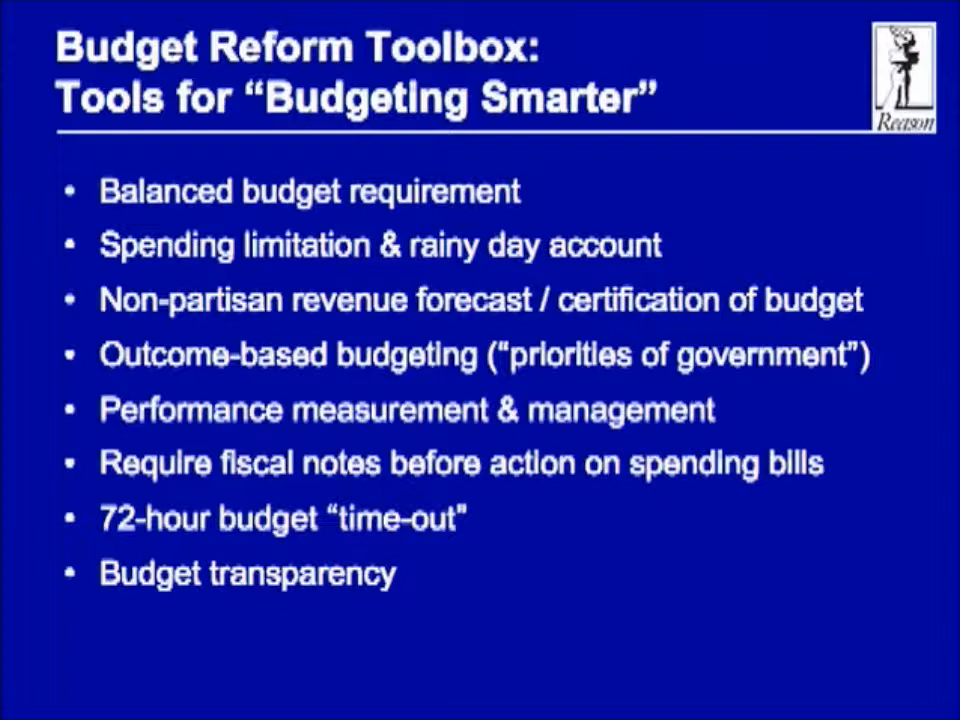 Budget Reform Toolbox:
Tools for “Budgeting Smarter”
Reason
• Balanced budget requirement
• Spending limitation & rainy day account
• Non-partisan revenue forecast / certification of budget
• Outcome-based budgeting (“priorities of government”)
• Performance measurement & management
• Require fiscal notes before action on spending bills
• 72-hour budget “time-out”
• Budget transparency